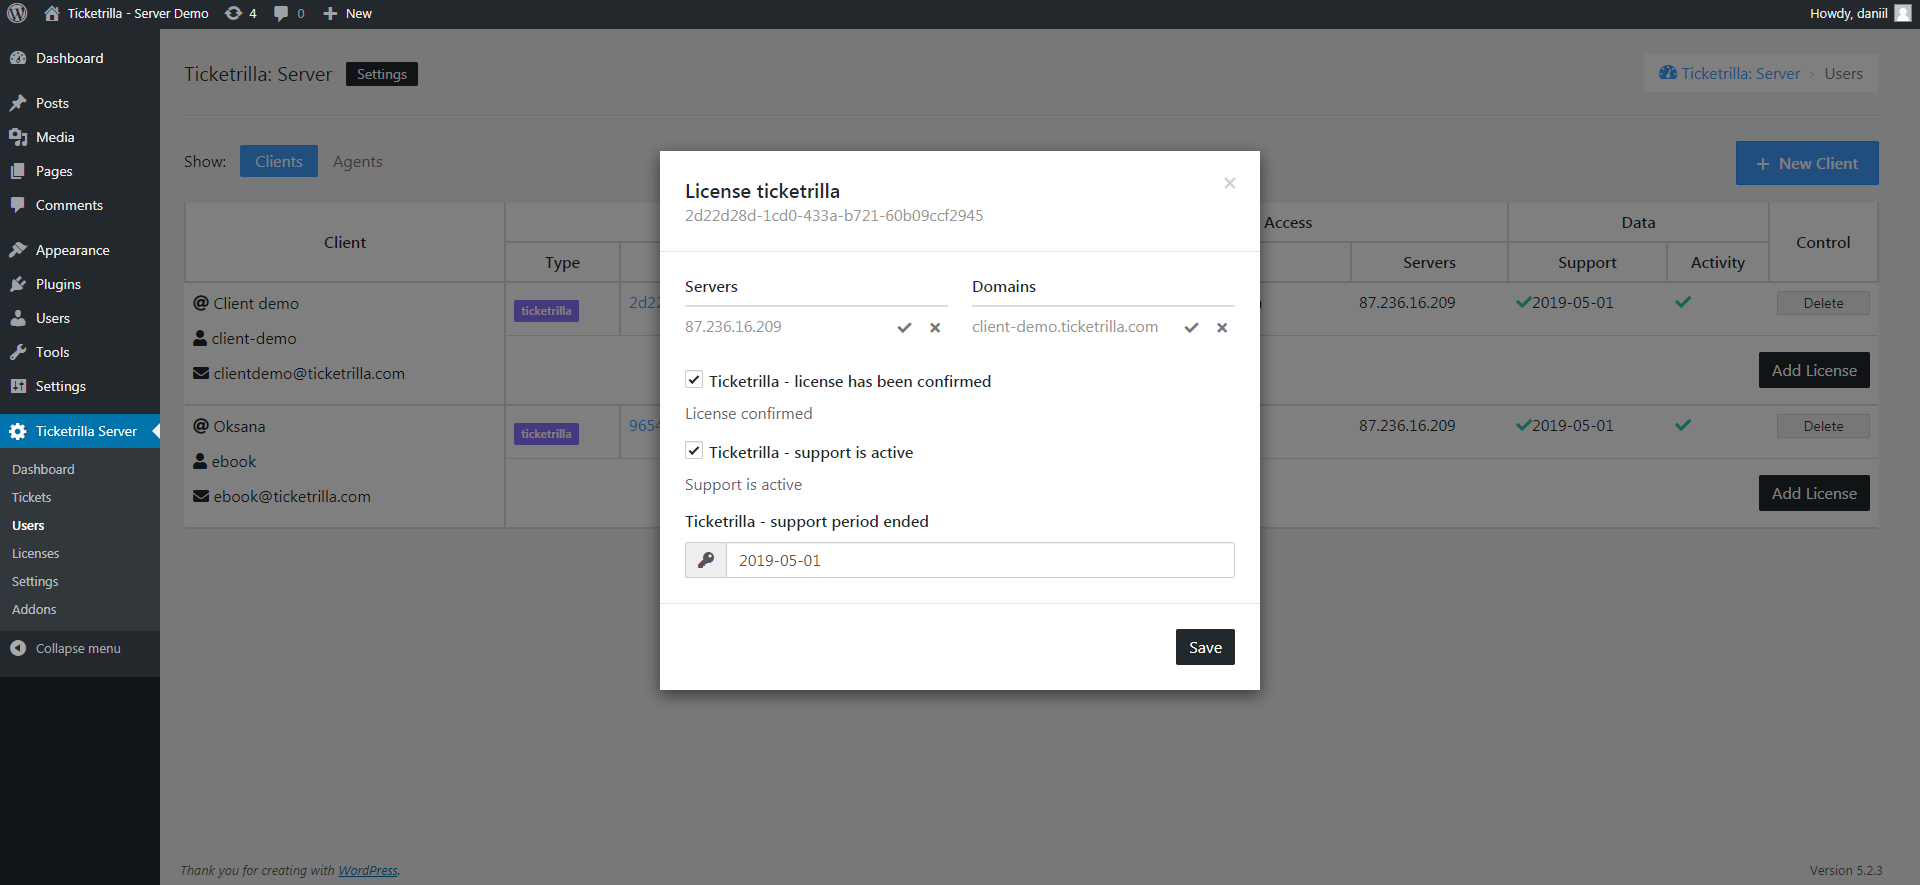 Ticketrilla - Server Demo 4 0 New Howdy, daniil
Dashboard
Posts
Media
Pages
Comments
Appearance
Plugins
Users
Tools
Settings
Ticketrilla Server
Dashboard
Tickets
Users
Licenses
Settings
Addons
Collapse menu
Ticketrilla: Server Settings
Ticketrilla: Server › Users
Show: Clients Agents
+ New Client
Client Access Data Control
Type Servers Support Activity
@ Client demo ticketrilla 2d22 87.236.16.209 2019-05-01 Delete
client-demo
clientdemo@ticketrilla.com
Add License
@ Oksana ticketrilla 9654 87.236.16.209 2019-05-01 Delete
ebook
ebook@ticketrilla.com
Add License
License ticketrilla ×
2d22d28d-1cd0-433a-b721-60b09ccf2945
Servers Domains
87.236.16.209 client-demo.ticketrilla.com
Ticketrilla - license has been confirmed
License confirmed
Ticketrilla - support is active
Support is active
Ticketrilla - support period ended
2019-05-01
Save
Thank you for creating with WordPress.
Version 5.2.3